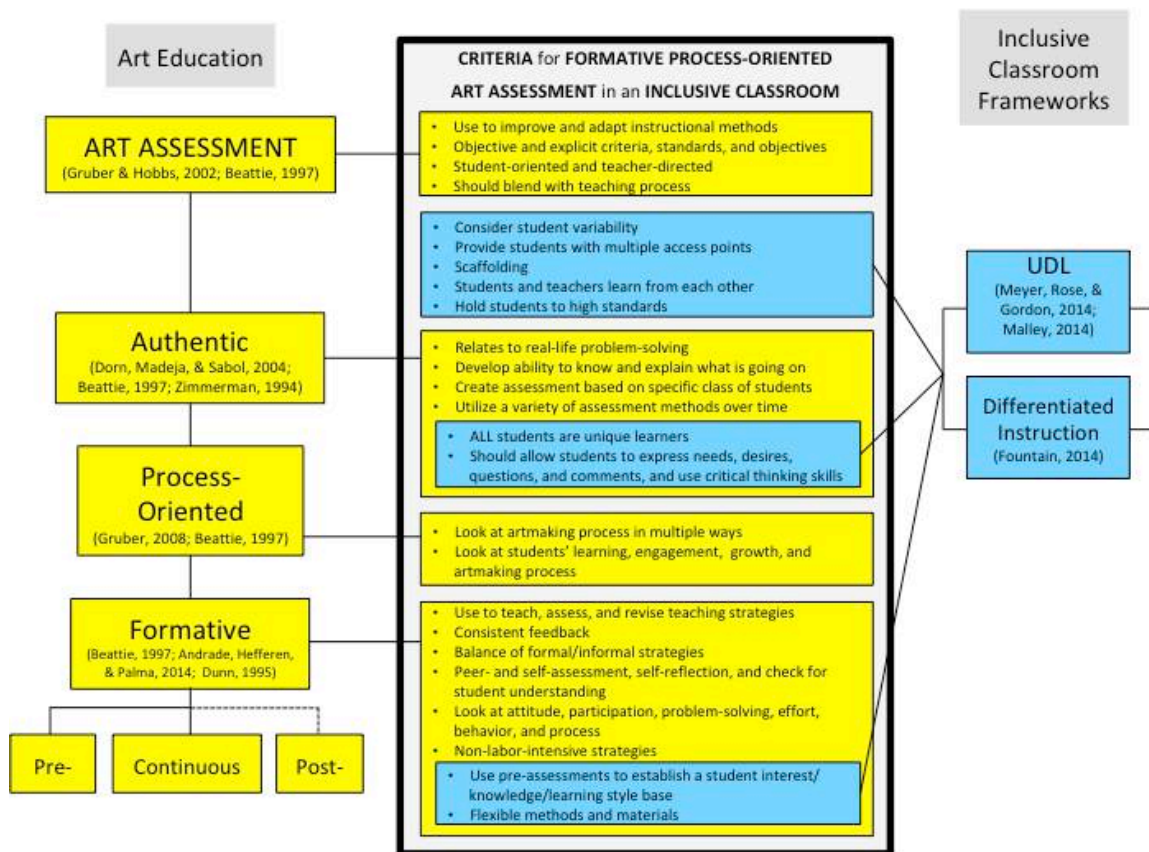 Art Education
ART ASSESSMENT
(Gruber & Hobbs, 2002; Beattie, 1997)
Authentic
(Dorn, Madeja, & Sabol, 2004;
Beattie, 1997; Zimmerman, 1994)
Process-
Oriented
(Gruber, 2008; Beattie, 1997)
Formative
(Beattie, 1997; Andrade, Hefferen,
& Palma, 2014; Dunn, 1995)
Pre-
Continuous
Post-
CRITERIA for FORMATIVE PROCESS-ORIENTED
ART ASSESSMENT in an INCLUSIVE CLASSROOM
• Use to improve and adapt instructional methods
• Objective and explicit criteria, standards, and objectives
• Student-oriented and teacher-directed
• Should blend with teaching process
• Consider student variability
• Provide students with multiple access points
• Scaffolding
• Students and teachers learn from each other
• Hold students to high standards
• Relates to real-life problem-solving
• Develop ability to know and explain what is going on
• Create assessment based on specific class of students
• Utilize a variety of assessment methods over time
• ALL students are unique learners
• Should allow students to express needs, desires,
questions, and comments, and use critical thinking skills
• Look at artmaking process in multiple ways
• Look at students' learning, engagement, growth, and
artmaking process
• Use to teach, assess, and revise teaching strategies
• Consistent feedback
• Balance of formal/informal strategies
• Peer- and self-assessment, self-reflection, and check for
student understanding
• Look at attitude, participation, problem-solving, effort,
behavior, and process
• Non-labor-intensive strategies
• Use pre-assessments to establish a student interest/
knowledge/learning style base
• Flexible methods and materials
Inclusive
Classroom
Frameworks
UDL
(Meyer, Rose, &
Gordon, 2014;
Malley, 2014)
Differentiated
Instruction
(Fountain, 2014)